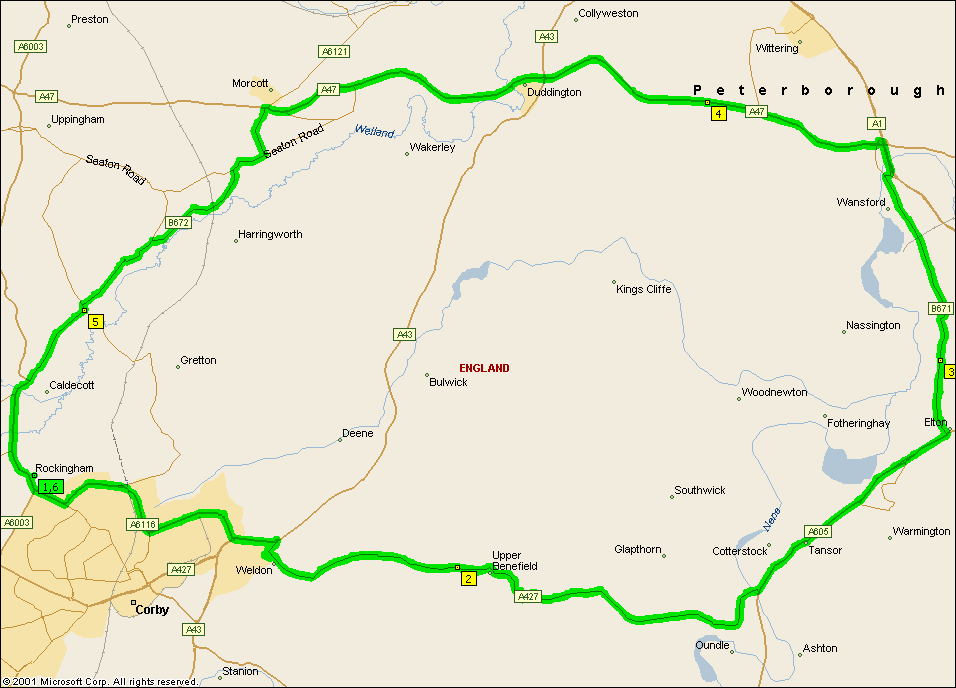 Preston
Collyweston
A6003
A6121
A43
Wittering
Morcott
A47
A47
Duddington
Peterborough
A47
4
A1
Uppingham
Seaton Road
Welland
Wakerley
Seaton Road
Wansford
B672
Harringworth
Kings Cliffe
B671
5
Nassington
A43
Gretton
ENGLAND
Bulwick
3
Caldecott
Woodnewton
Fotheringhay
Elton
Deene
Rockingham
1,6
Southwick
A6003
A6116
Nene
A605
Warmington
Glapthorn
Cotterstock
Tansor
Upper
Benefield
A427
Weldon
2
A427
Corby
A43
Oundle
Ashton
Stanion
© 2001 Microsoft Corp. All rights reserved.